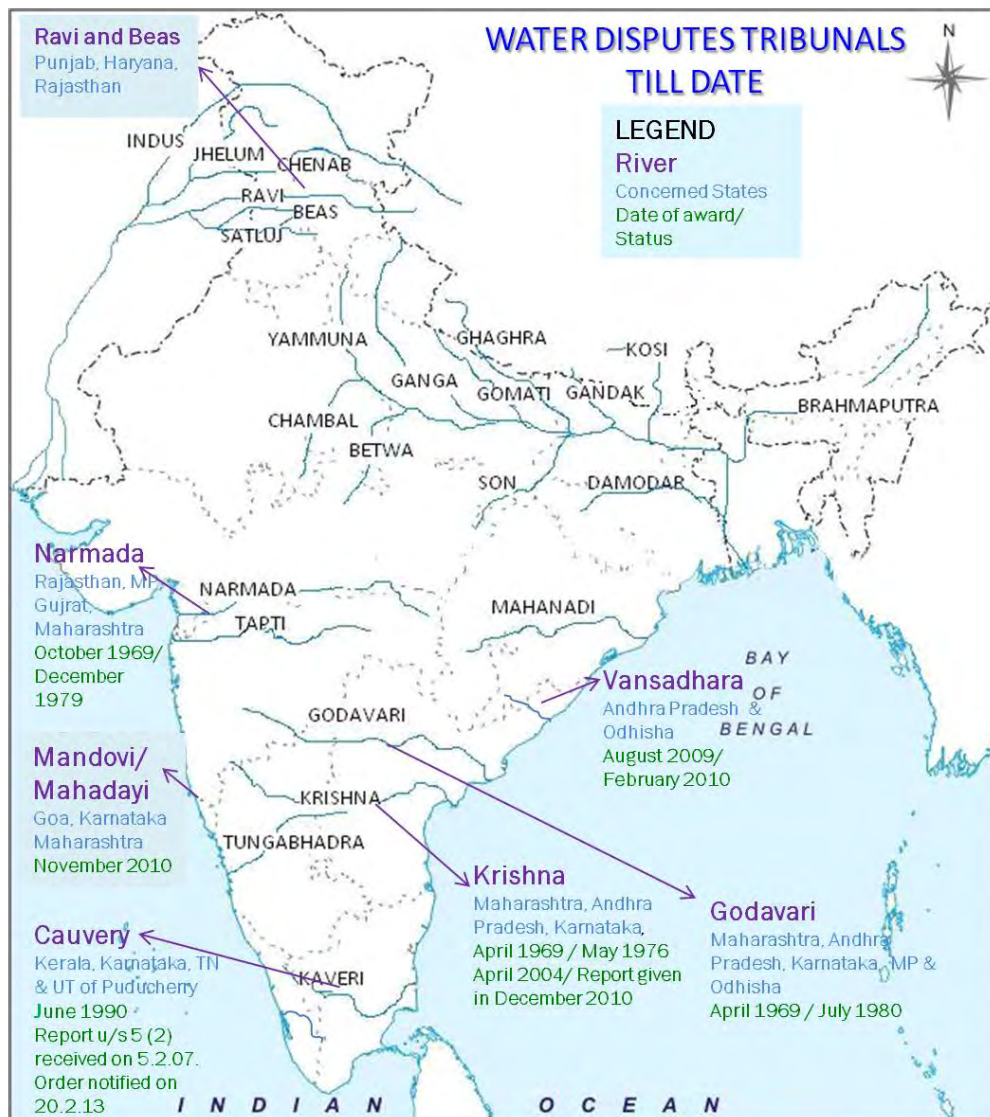 WATER DISPUTES TRIBUNALS
TILL DATE
N
Ravi and Beas
Punjab, Haryana,
Rajasthan
LEGEND
River
Concerned States
Date of award/
Status
INDUS
JHELUM
CHENAB
RAVI
BEAS
SATLUJ
YAMMUNA
GHAGHRA
KOSI
GANGA
GOMATI
GANDAK
BRAHMAPUTRA
CHAMBAL
BETWA
SON
DAMODAR
Narmada
Rajasthan, MP,
Gujrat,
Maharashtra
October 1969/
December
1979
NARMADA
TAPTI
MAHANADI
BAY
OF
BENGAL
Vansadhara
Andhra Pradesh &
Odhisha
August 2009/
February 2010
GODAVARI
Mandovi/
Mahadayi
Goa, Karnataka
Maharashtra
November 2010
KRISHNA
TUNGABHADRA
Krishna
Maharashtra, Andhra
Pradesh, Karnataka,
April 1969 / May 1976
April 2004/ Report given
in December 2010
Godavari
Maharashtra, Andhra
Pradesh, Karnataka, MP &
Odhisha
April 1969 / July 1980
Cauvery
Kerala, Karnataka, TN
& UT of Puducherry
June 1990
Report u/s 5 (2)
received on 5.2.07.
Order notified on
20.2.13
KAVERI
INDIAN OCEAN